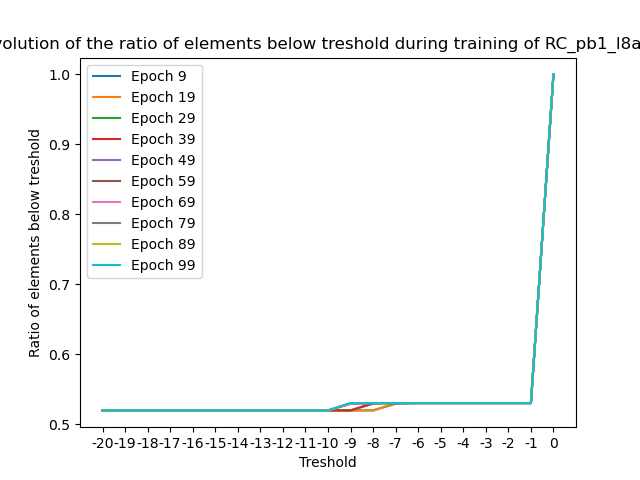 volution of the ratio of elements below treshold during training of RC_pb1_l8a
1.0
0.9
0.8
0.7
0.6
0.5
Ratio of elements below treshold
Epoch 9
Epoch 19
Epoch 29
Epoch 39
Epoch 49
Epoch 59
Epoch 69
Epoch 79
Epoch 89
Epoch 99
-20 -19 -18 -17 -16 -15 -14 -13 -12 -11 -10 -9 -8 -7 -6 -5 -4 -3 -2 -1 0
Treshold